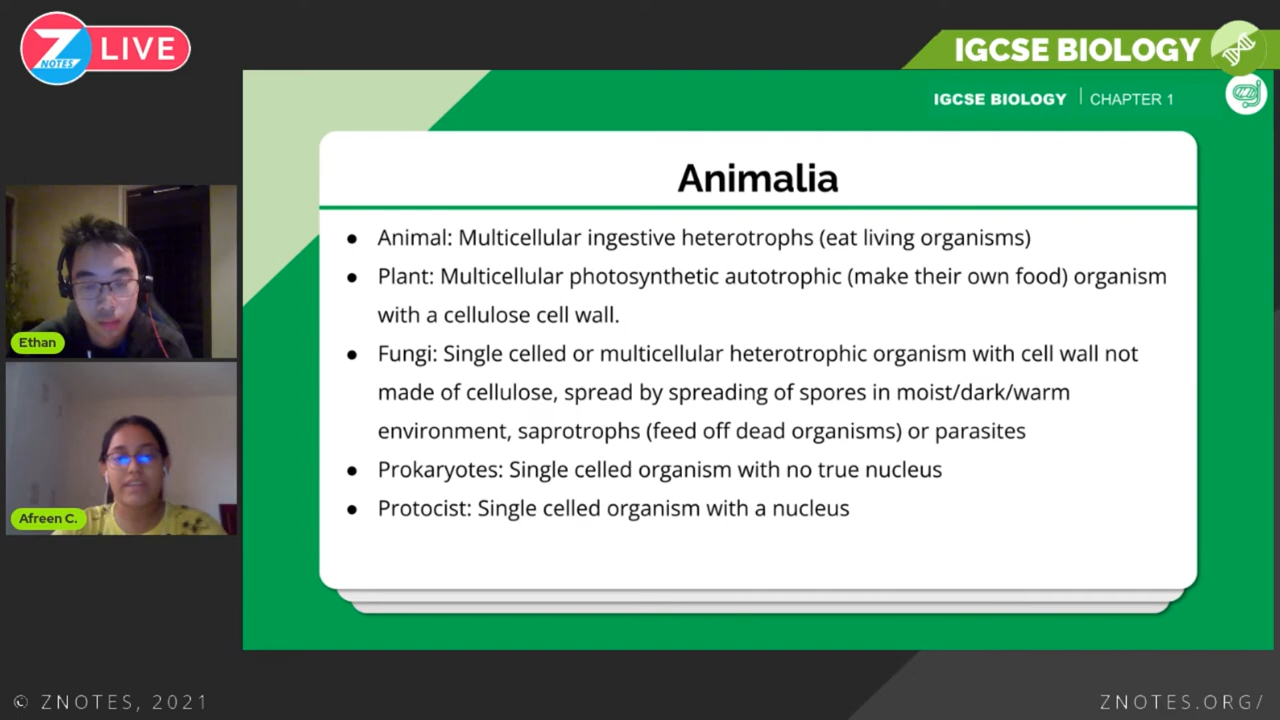 Z NOTES LIVE
IGCSE BIOLOGY
IGCSE BIOLOGY | CHAPTER 1
Animalia
● Animal: Multicellular ingestive heterotrophs (eat living organisms)
● Plant: Multicellular photosynthetic autotrophic (make their own food) organism
with a cellulose cell wall.
● Fungi: Single celled or multicellular heterotrophic organism with cell wall not
made of cellulose, spread by spreading of spores in moist/dark/warm
environment, saprotrophs (feed off dead organisms) or parasites
● Prokaryotes: Single celled organism with no true nucleus
● Protocist: Single celled organism with a nucleus
Ethan
Afreen C.
© ZNOTES, 2021
ZNOTES.ORG/